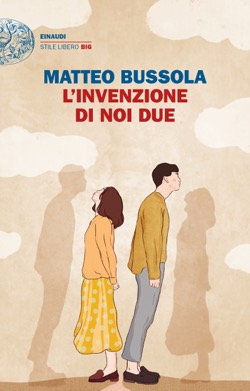 EINAUDI
STILE LIBERO BIG
MATTEO BUSSOLA
L'INVENZIONE
DI NOI DUE